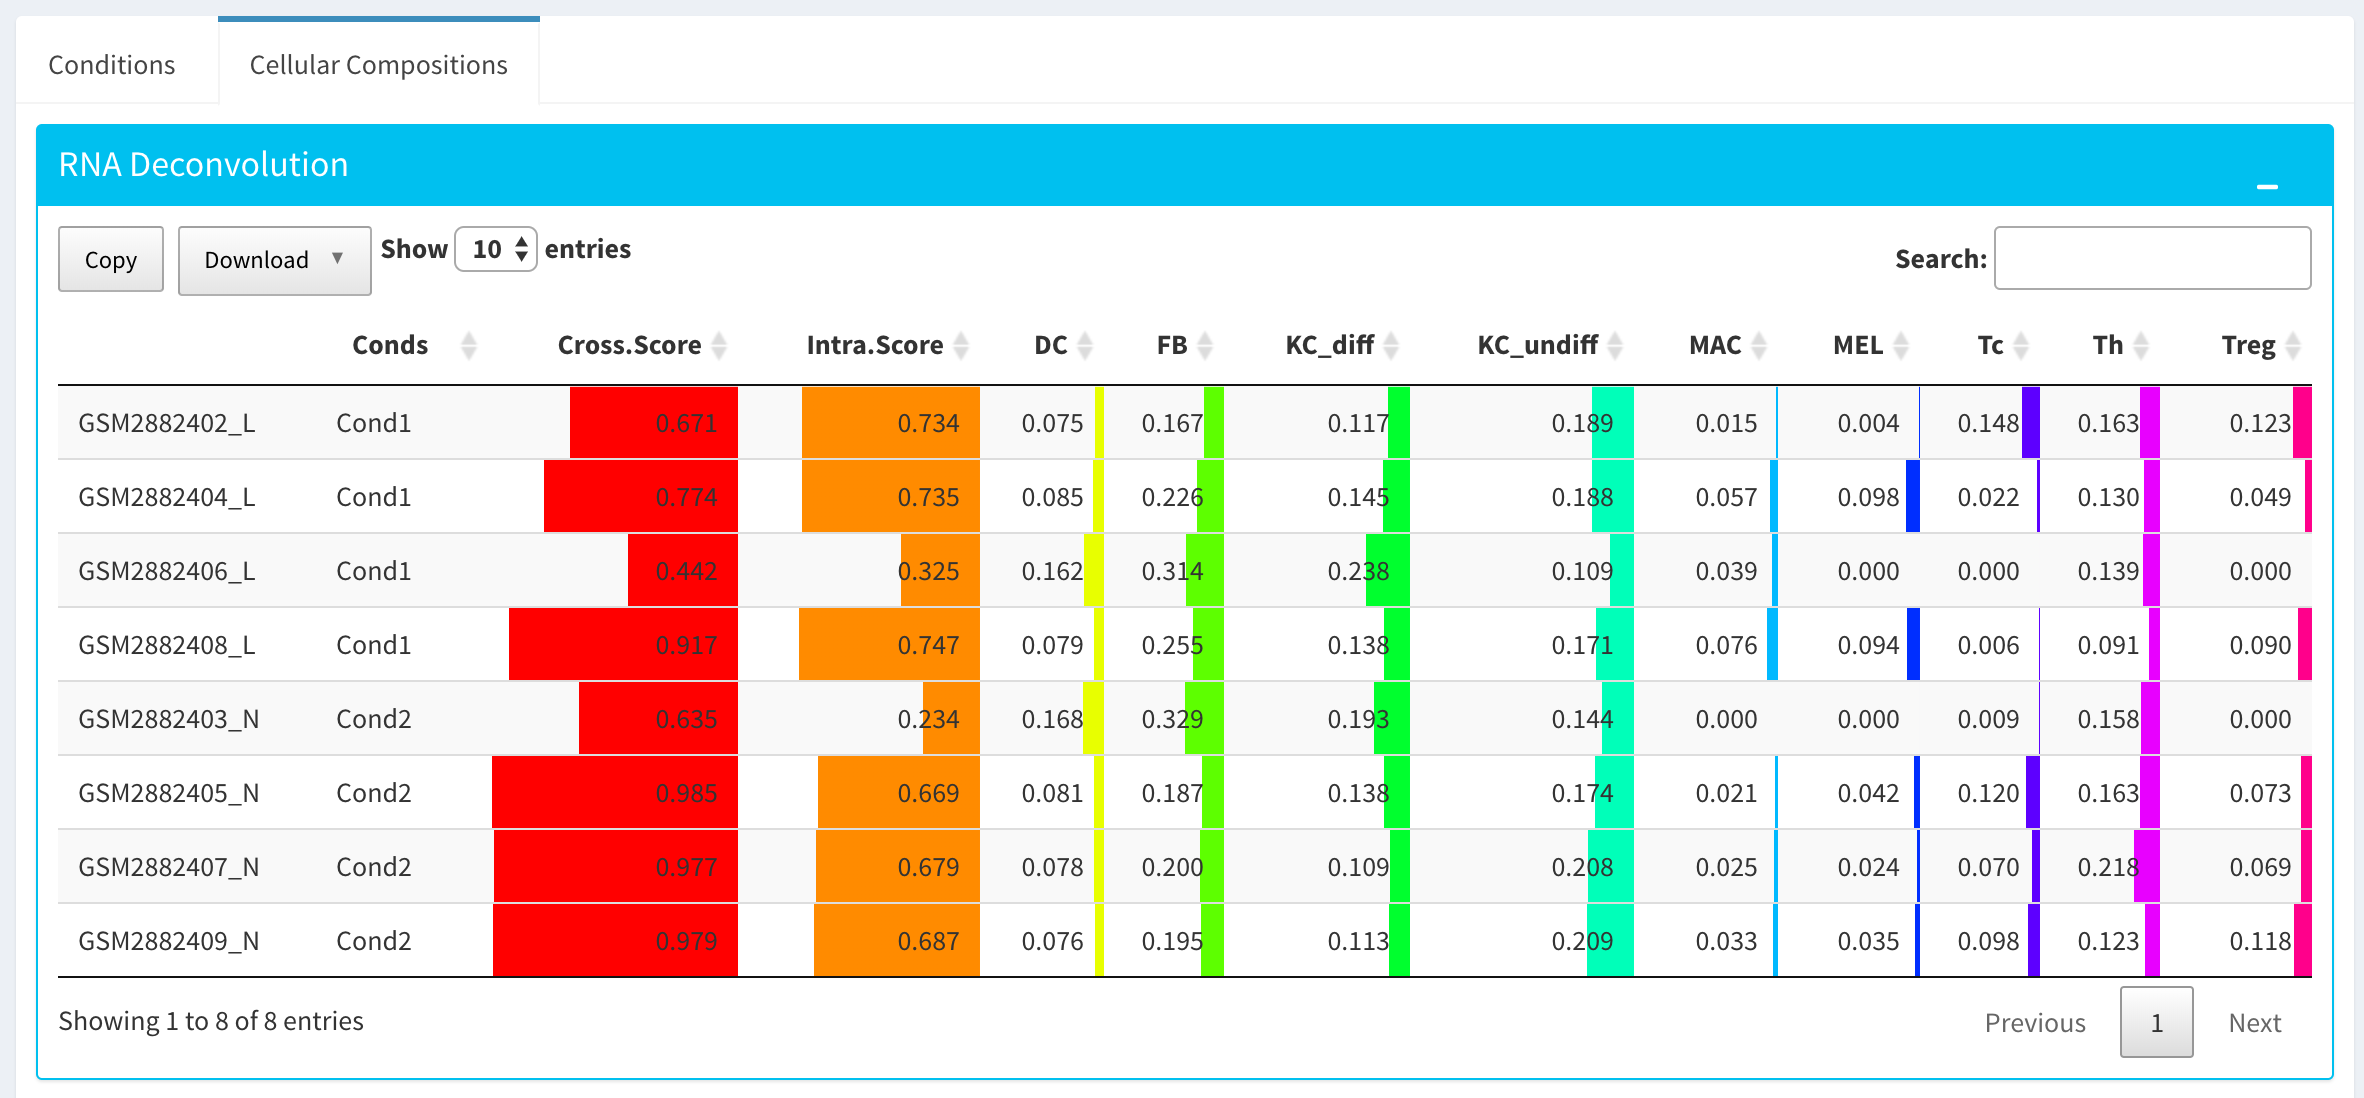 Conditions Cellular Compositions
RNA Deconvolution
Copy Download ▼ Show 10 entries Search:
Conds Cross.Score Intra.Score DC FB KC_diff KC_undiff MAC MEL Tc Th Treg
GSM2882402_L Cond1 0.671 0.734 0.075 0.167 0.117 0.189 0.015 0.004 0.148 0.163 0.123
GSM2882404_L Cond1 0.774 0.735 0.085 0.226 0.145 0.188 0.057 0.098 0.022 0.130 0.049
GSM2882406_L Cond1 0.442 0.325 0.162 0.314 0.238 0.109 0.039 0.000 0.000 0.139 0.000
GSM2882408_L Cond1 0.917 0.747 0.079 0.255 0.138 0.171 0.076 0.094 0.006 0.091 0.090
GSM2882403_N Cond2 0.635 0.234 0.168 0.329 0.193 0.144 0.000 0.000 0.009 0.158 0.000
GSM2882405_N Cond2 0.985 0.669 0.081 0.187 0.138 0.174 0.021 0.042 0.120 0.163 0.073
GSM2882407_N Cond2 0.977 0.679 0.078 0.200 0.109 0.208 0.025 0.024 0.070 0.218 0.069
GSM2882409_N Cond2 0.979 0.687 0.076 0.195 0.113 0.209 0.033 0.035 0.098 0.123 0.118
Showing 1 to 8 of 8 entries Previous 1 Next